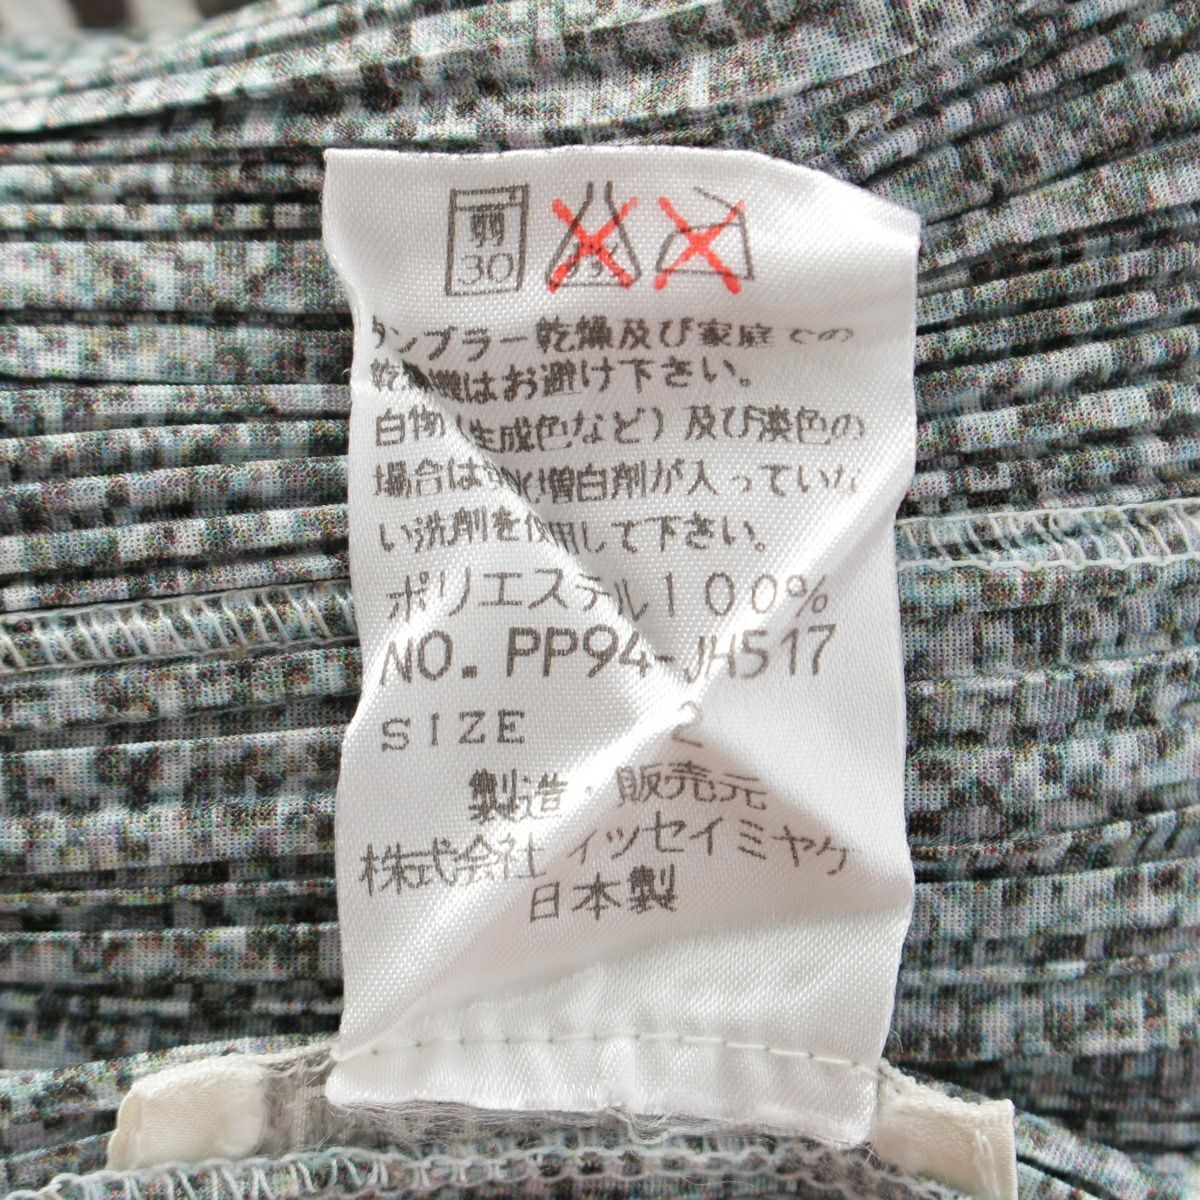 弱
30
タンブラー乾燥及び家庭での
乾燥機はお避け下さい。
白物(生成色など)及び淡色の
場合は蛍光増白剤が入っていな
い洗剤を使用して下さい。
ポリエステル100%
NO. PP94-JH517
SIZE 2
製造・販売元
株式会社イッセイミヤケ
日本製